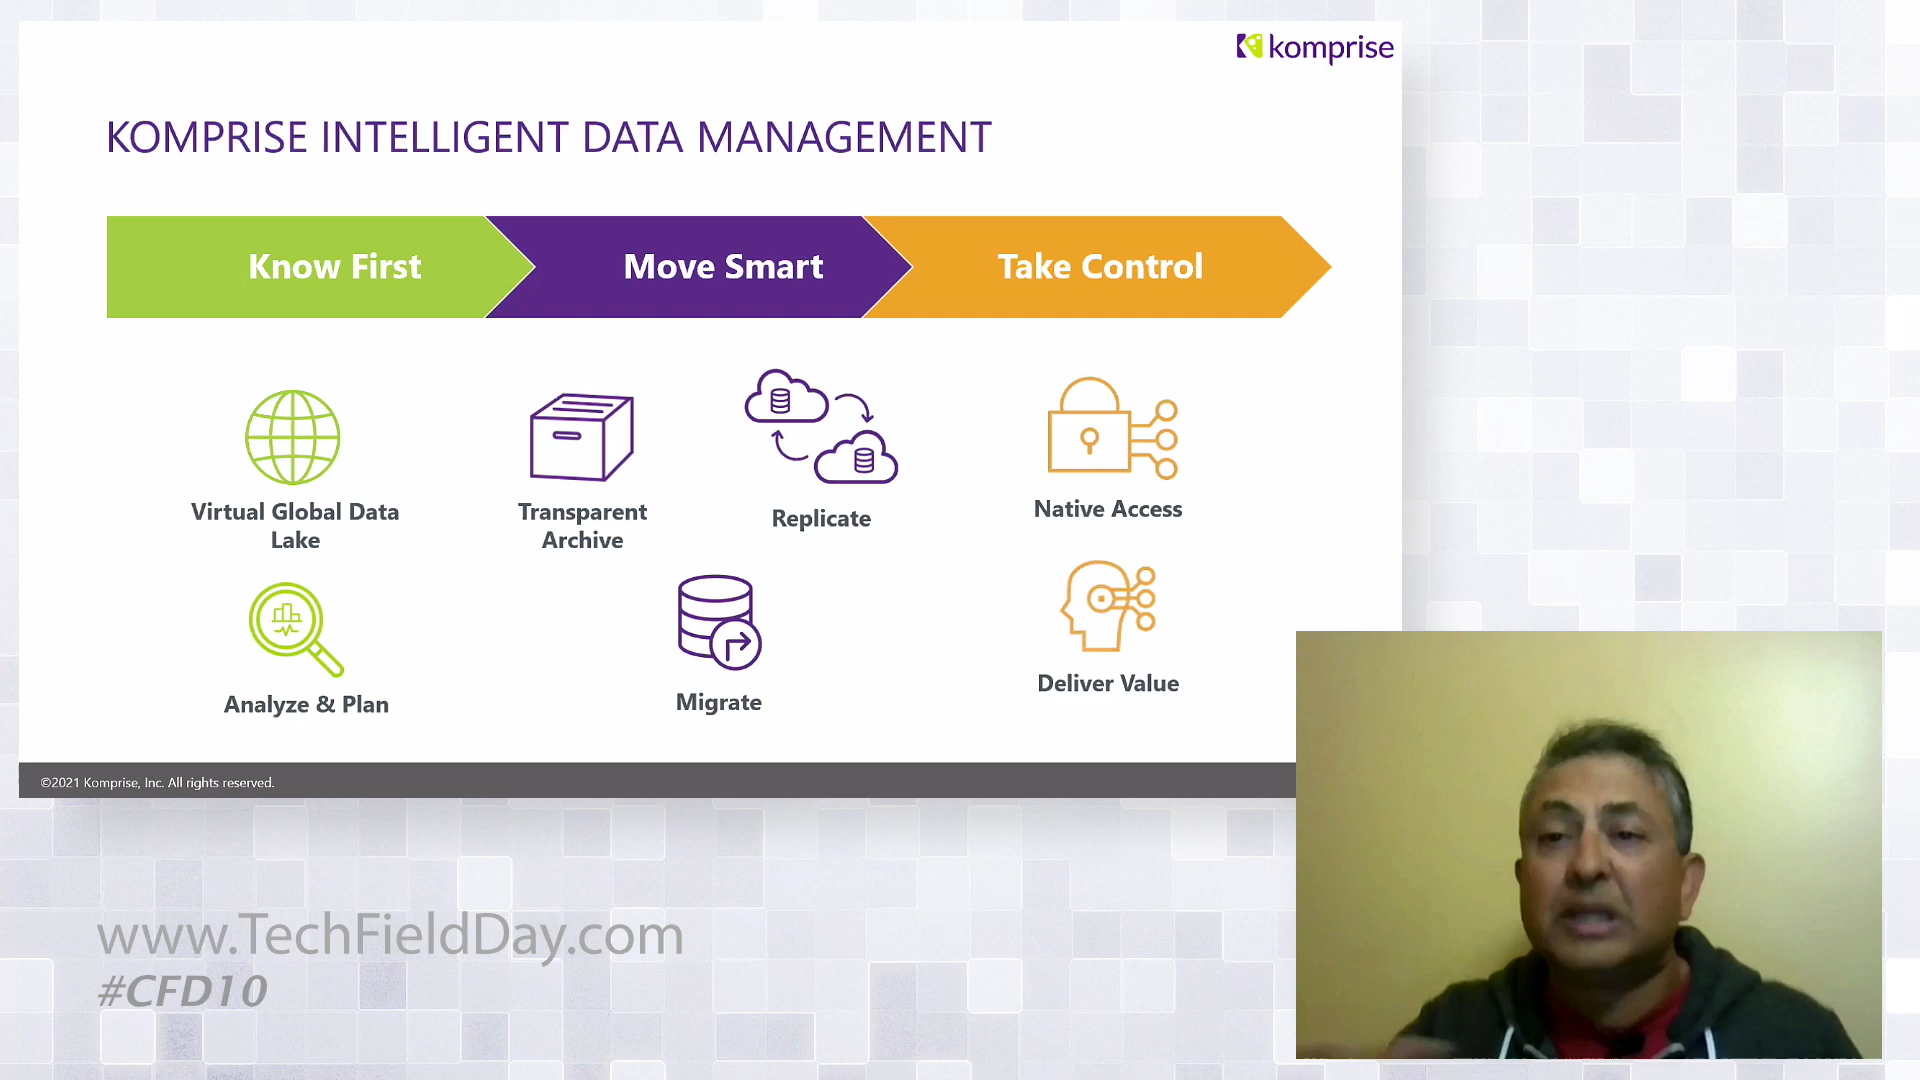 komprise
KOMPRISE INTELLIGENT DATA MANAGEMENT
Know First
Move Smart
Take Control
Virtual Global Data
Lake
Transparent
Archive
Replicate
Native Access
Analyze & Plan
Migrate
Deliver Value
©2021 Komprise, Inc. All rights reserved.
www.TechFieldDay.com
#CFD10